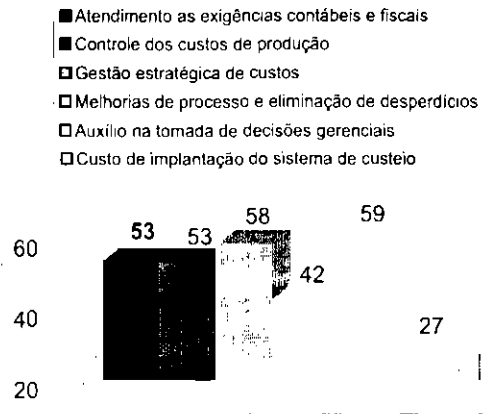 Atendimento as exigências contábeis e fiscais
Controle dos custos de produção
Gestão estratégica de custos
Melhorias de processo e eliminação de desperdícios
Auxílio na tomada de decisões gerenciais
Custo de implantação do sistema de custeio
53 53 58 59
60
42
40
27
20